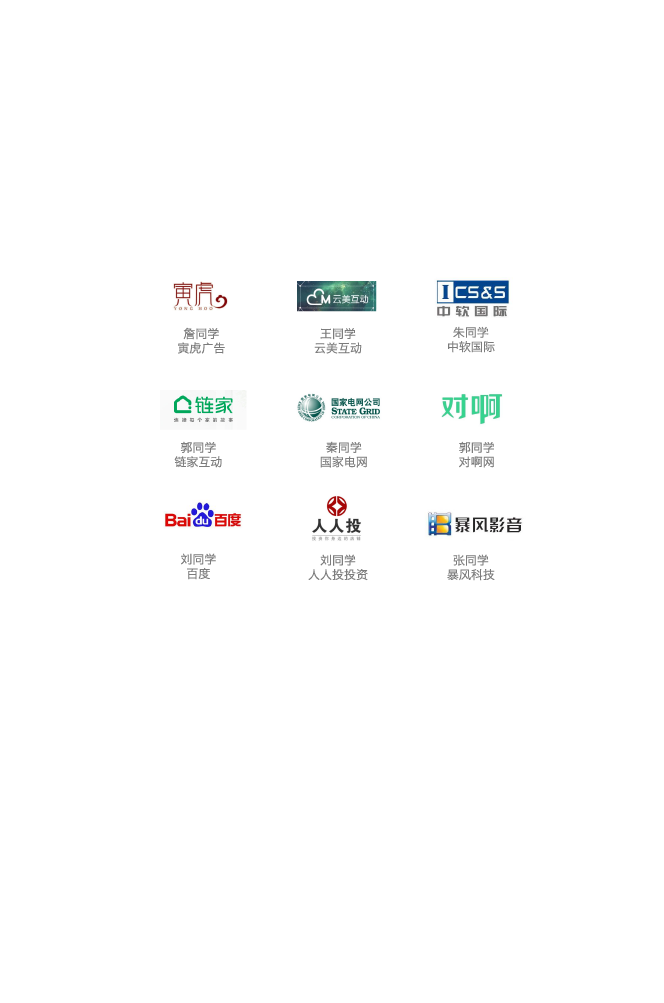 寅虎
YONG HOO
云美互动
ICS&S
中软国际
詹同学
寅虎广告
王同学
云美互动
朱同学
中软国际
链家
国家电网公司
STATE GRID
CORPORATION OF CHINA
对啊
郭同学
链家互动
秦同学
国家电网
郭同学
对啊网
Bai du 百度
人人投
暴风影音
刘同学
百度
刘同学
人人投投资
张同学
暴风科技